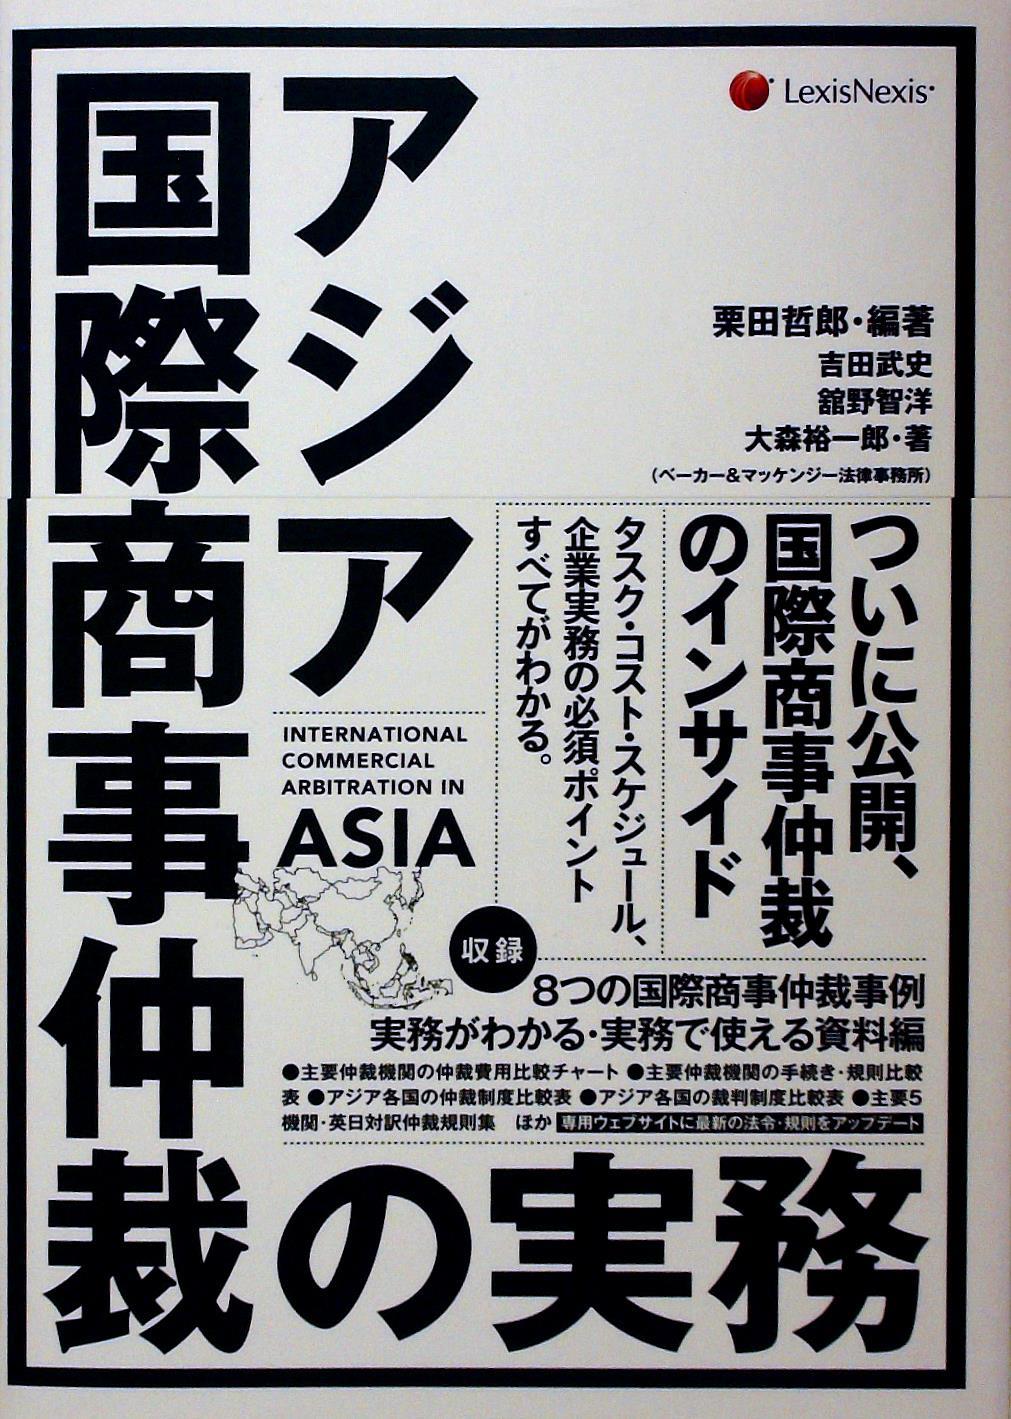 LexisNexis
アジア
国際商事仲裁の実務
栗田哲郎・編著
吉田武史
舘野智洋
大森裕一郎・著
(ベーカー&マッケンジー法律事務所)
ついに公開、
国際商事仲裁
のインサイド
タスク・コスト・スケジュール、
企業実務の必須ポイント
すべてがわかる。
INTERNATIONAL
COMMERCIAL
ARBITRATION IN
ASIA
収録
8つの国際商事仲裁事例
実務がわかる・実務で使える資料編
●主要仲裁機関の仲裁費用比較チャート ●主要仲裁機関の手続き・規則比較
表 ●アジア各国の仲裁制度比較表 ●アジア各国の裁判制度比較表 ●主要5
機関・英日対訳仲裁規則集 ほか 専用ウェブサイトに最新の法令・規則をアップデート